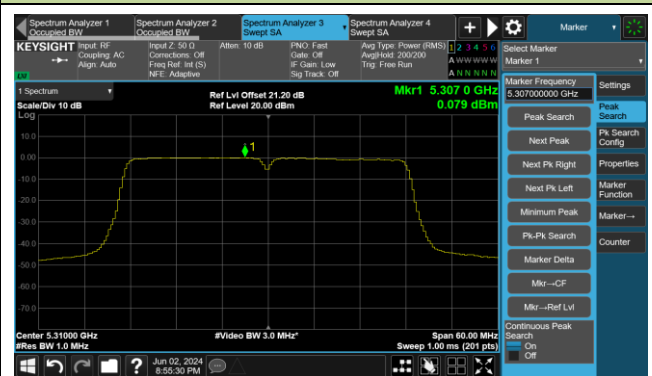 Spectrum Analyzer 1
Occupied BW
Spectrum Analyzer 2
Occupied BW
Spectrum Analyzer 3
Swept SA
Spectrum Analyzer 4
Swept SA
+
Marker
KEYSIGHT
LXI
Input: RF
Coupling: AC
Align: Auto
Input Z: 50 Ω
Corrections: Off
Freq Ref: Int (S)
NFE: Adaptive
Atten: 10 dB
PNO: Fast
Gate: Off
IF Gain: Low
Sig Track: Off
Avg Type: Power (RMS)
Avg|Hold: 200/200
Trig: Free Run
1 2 3 4 5 6
A W W W W W
A N N N N N
Select Marker
Marker 1
1 Spectrum
Scale/Div 10 dB
Log
Ref Lvl Offset 21.20 dB
Ref Level 20.00 dBm
Mkr1 5.307 0 GHz
0.079 dBm
10.0
0.00
-10.0
-20.0
-30.0
-40.0
-50.0
-60.0
-70.0
1
Center 5.31000 GHz
#Res BW 1.0 MHz
#Video BW 3.0 MHz*
Span 60.00 MHz
Sweep 1.00 ms (201 pts)
Marker Frequency
5.307000000 GHz
Peak Search
Next Peak
Next Pk Right
Next Pk Left
Minimum Peak
Pk-Pk Search
Marker Delta
Mkr→CF
Mkr→Ref Lvl
Continuous Peak
Search
On
Off
Settings
Peak
Search
Pk Search
Config
Properties
Marker
Function
Marker→
Counter
?
Jun 02, 2024
8:55:30 PM